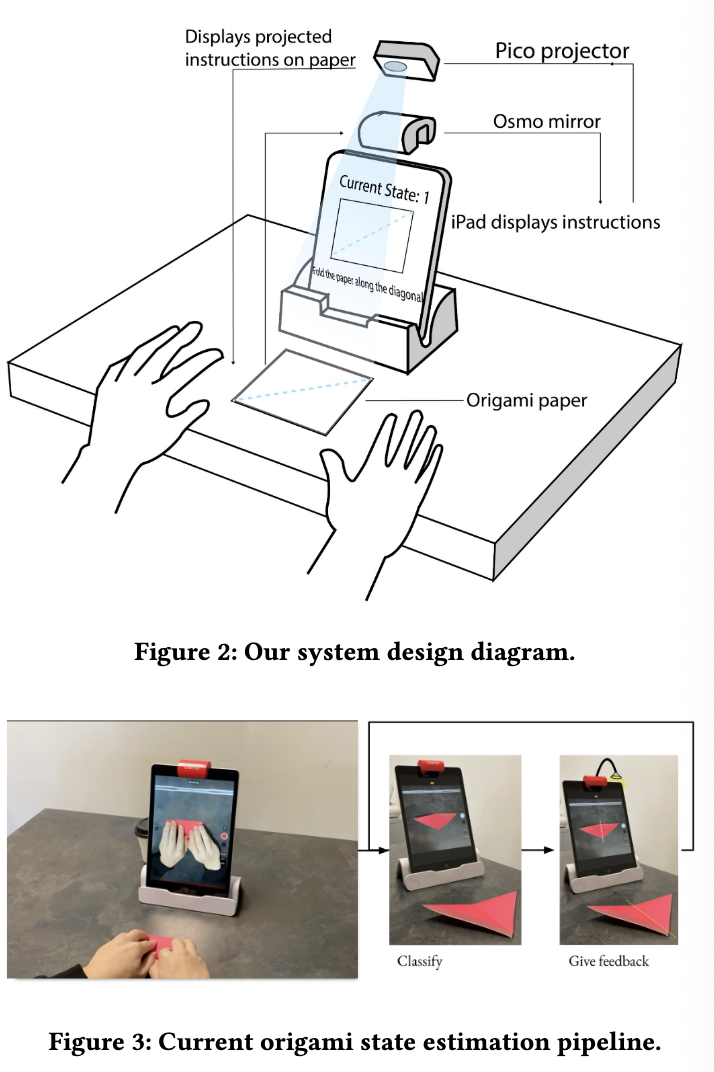 Displays projected
instructions on paper
Pico projector
Osmo mirror
Current State: 1
iPad displays instructions
Fold the paper along the diagonal
Origami paper
Figure 2: Our system design diagram.
Classify
Give feedback
Figure 3: Current origami state estimation pipeline.